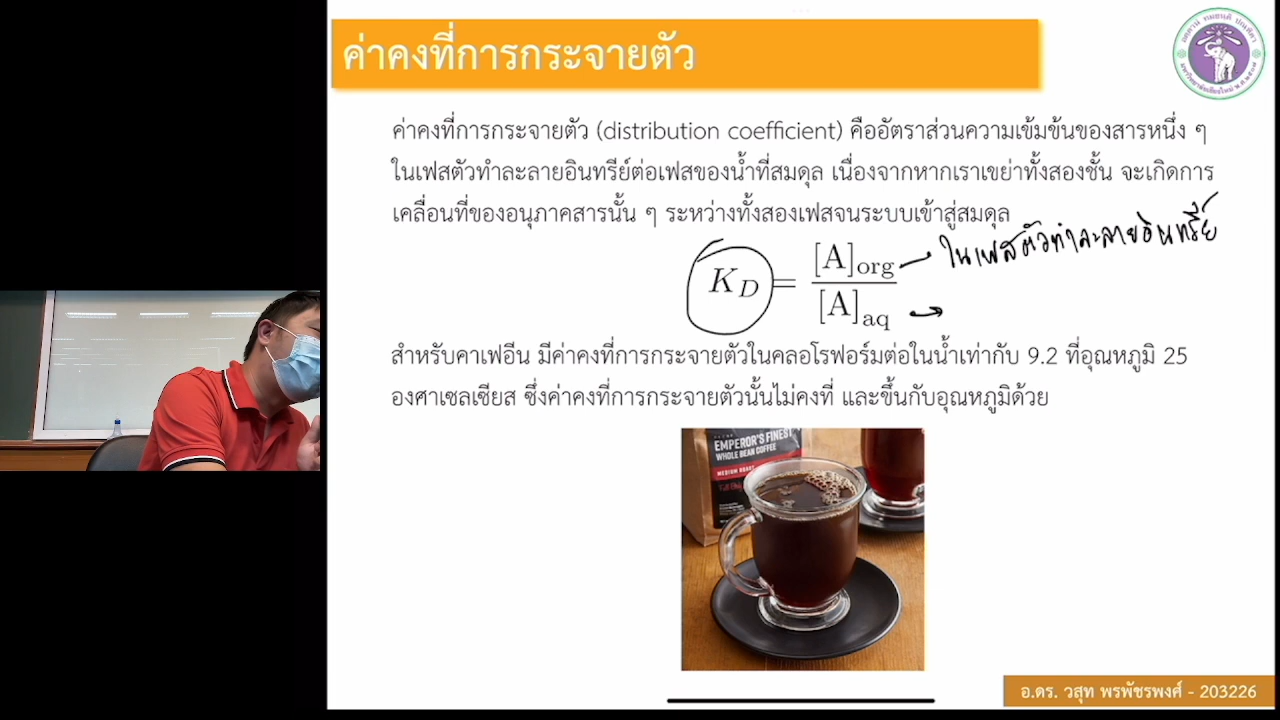 ค่าคงที่การกระจายตัว
ค่าคงที่การกระจายตัว (distribution coefficient) คืออัตราส่วนความเข้มข้นของสารหนึ่ง ๆ
ในเฟสตัวทำละลายอินทรีย์ต่อเฟสของน้ำที่สมดุล เนื่องจากหากเราเขย่าทั้งสองชั้น จะเกิดการ
เคลื่อนที่ของอนุภาคสารนั้น ๆ ระหว่างทั้งสองเฟสจนระบบเข้าสู่สมดุล
K_D = [A]_org / [A]_aq
ในเฟสตัวทำละลายอินทรีย์
สำหรับคาเฟอีน มีค่าคงที่การกระจายตัวในคลอโรฟอร์มต่อในน้ำเท่ากับ 9.2 ที่อุณหภูมิ 25
องศาเซลเซียส ซึ่งค่าคงที่การกระจายตัวนั้นไม่คงที่ และขึ้นกับอุณหภูมิด้วย
EMPEROR'S FINEST
WHOLE BEAN COFFEE
MEDIUM ROAST
อ.ดร. วสุท พรพัชรพงศ์ - 203226